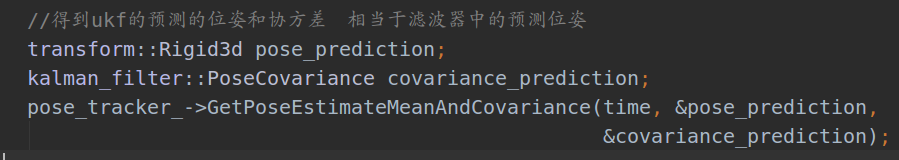 //得到ukf的预测的位姿和协方差  相当于滤波器中的预测位姿
transform::Rigid3d pose_prediction;
kalman_filter::PoseCovariance covariance_prediction;
pose_tracker_->GetPoseEstimateMeanAndCovariance(time, &pose_prediction,
&covariance_prediction);